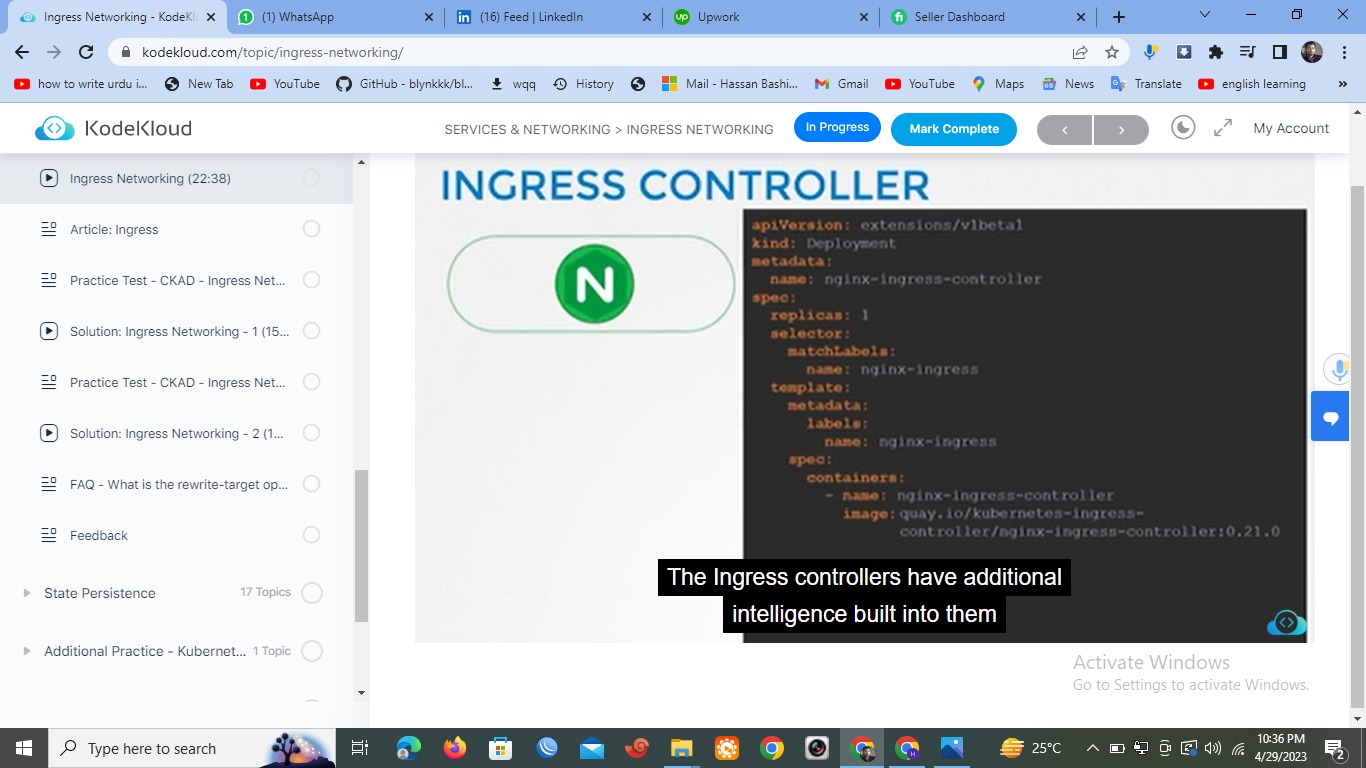 Ingress Networking - KodeKl
(1) WhatsApp
(16) Feed | LinkedIn
Upwork
Seller Dashboard
kodekloud.com/topic/ingress-networking/
how to write urdu i...
New Tab
YouTube
GitHub - blynkkk/bl...
wqq
History
Mail - Hassan Bashi...
Gmail
YouTube
Maps
News
Translate
english learning
»
KodeKloud
SERVICES & NETWORKING > INGRESS NETWORKING
In Progress
Mark Complete
<
>
My Account
Ingress Networking (22:38)
Article: Ingress
Practice Test - CKAD - Ingress Net...
Solution: Ingress Networking - 1 (15...
Practice Test - CKAD - Ingress Net...
Solution: Ingress Networking - 2 (1...
FAQ - What is the rewrite-target op...
Feedback
State Persistence
17 Topics
Additional Practice - Kubernet...
1 Topic
INGRESS CONTROLLER
N
apiVersion: extensions/v1beta1
kind: Deployment
metadata:
name: nginx-ingress-controller
spec:
replicas: 1
selector:
matchLabels:
name: nginx-ingress
template:
metadata:
labels:
name: nginx-ingress
spec:
containers:
- name: nginx-ingress-controller
image: quay.io/kubernetes-ingress-
controller/nginx-ingress-controller:0.21.0
The Ingress controllers have additional
intelligence built into them
Activate Windows
Go to Settings to activate Windows.
Type here to search
25°C
10:36 PM
4/29/2023
2